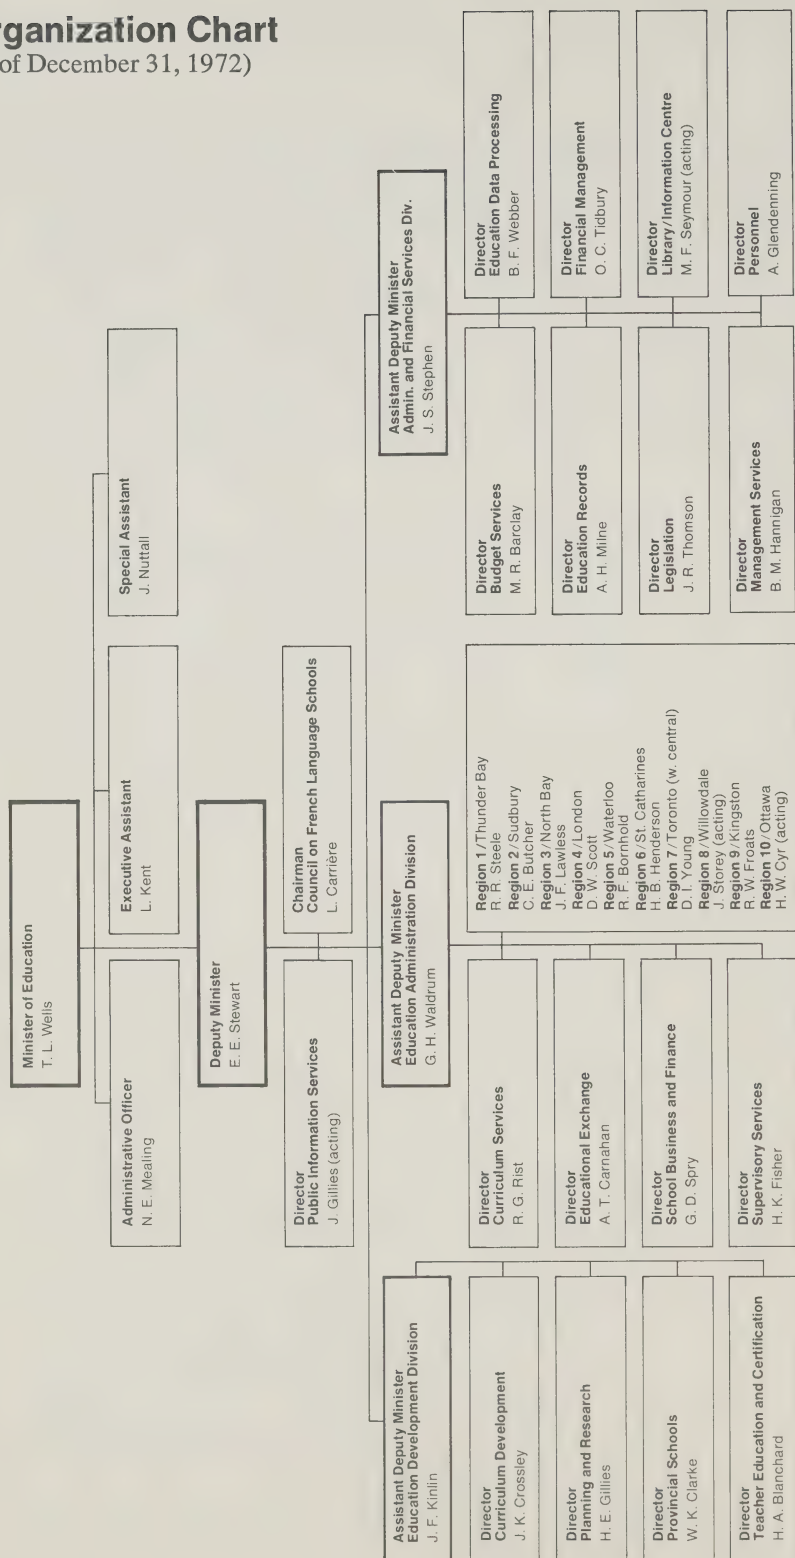 rganization Chart
of December 31, 1972)
Minister of Education
T. L. Wells
Administrative Officer
N. E. Mealing
Executive Assistant
L. Kent
Special Assistant
J. Nuttall
Deputy Minister
E. E. Stewart
Director
Public Information Services
J. Gillies (acting)
Chairman
Council on French Language Schools
L. Carrière
Assistant Deputy Minister
Education Development Division
J. F. Kinlin
Director
Curriculum Development
J. K. Crossley
Director
Planning and Research
H. E. Gillies
Director
Provincial Schools
W. K. Clarke
Director
Teacher Education and Certification
H. A. Blanchard
Assistant Deputy Minister
Education Administration Division
G. H. Waldrum
Director
Curriculum Services
R. G. Rist
Director
Educational Exchange
A. T. Carnahan
Director
School Business and Finance
G. D. Spry
Director
Supervisory Services
H. K. Fisher
Region 1/Thunder Bay
R. R. Steele
Region 2/Sudbury
C. E. Butcher
Region 3/North Bay
J. F. Lawless
Region 4/London
D. W. Scott
Region 5/Waterloo
R. F. Bornhold
Region 6/St. Catharines
H. B. Henderson
Region 7/Toronto (w. central)
D. I. Young
Region 8/Willowdale
J. Storey (acting)
Region 9/Kingston
R. W. Froats
Region 10/Ottawa
H. W. Cyr (acting)
Assistant Deputy Minister
Admin. and Financial Services Div.
J. S. Stephen
Director
Budget Services
M. R. Barclay
Director
Education Records
A. H. Milne
Director
Legislation
J. R. Thomson
Director
Management Services
B. M. Hannigan
Director
Education Data Processing
B. F. Webber
Director
Financial Management
O. C. Tidbury
Director
Library/Information Centre
M. F. Seymour (acting)
Director
Personnel
A. Glendenning